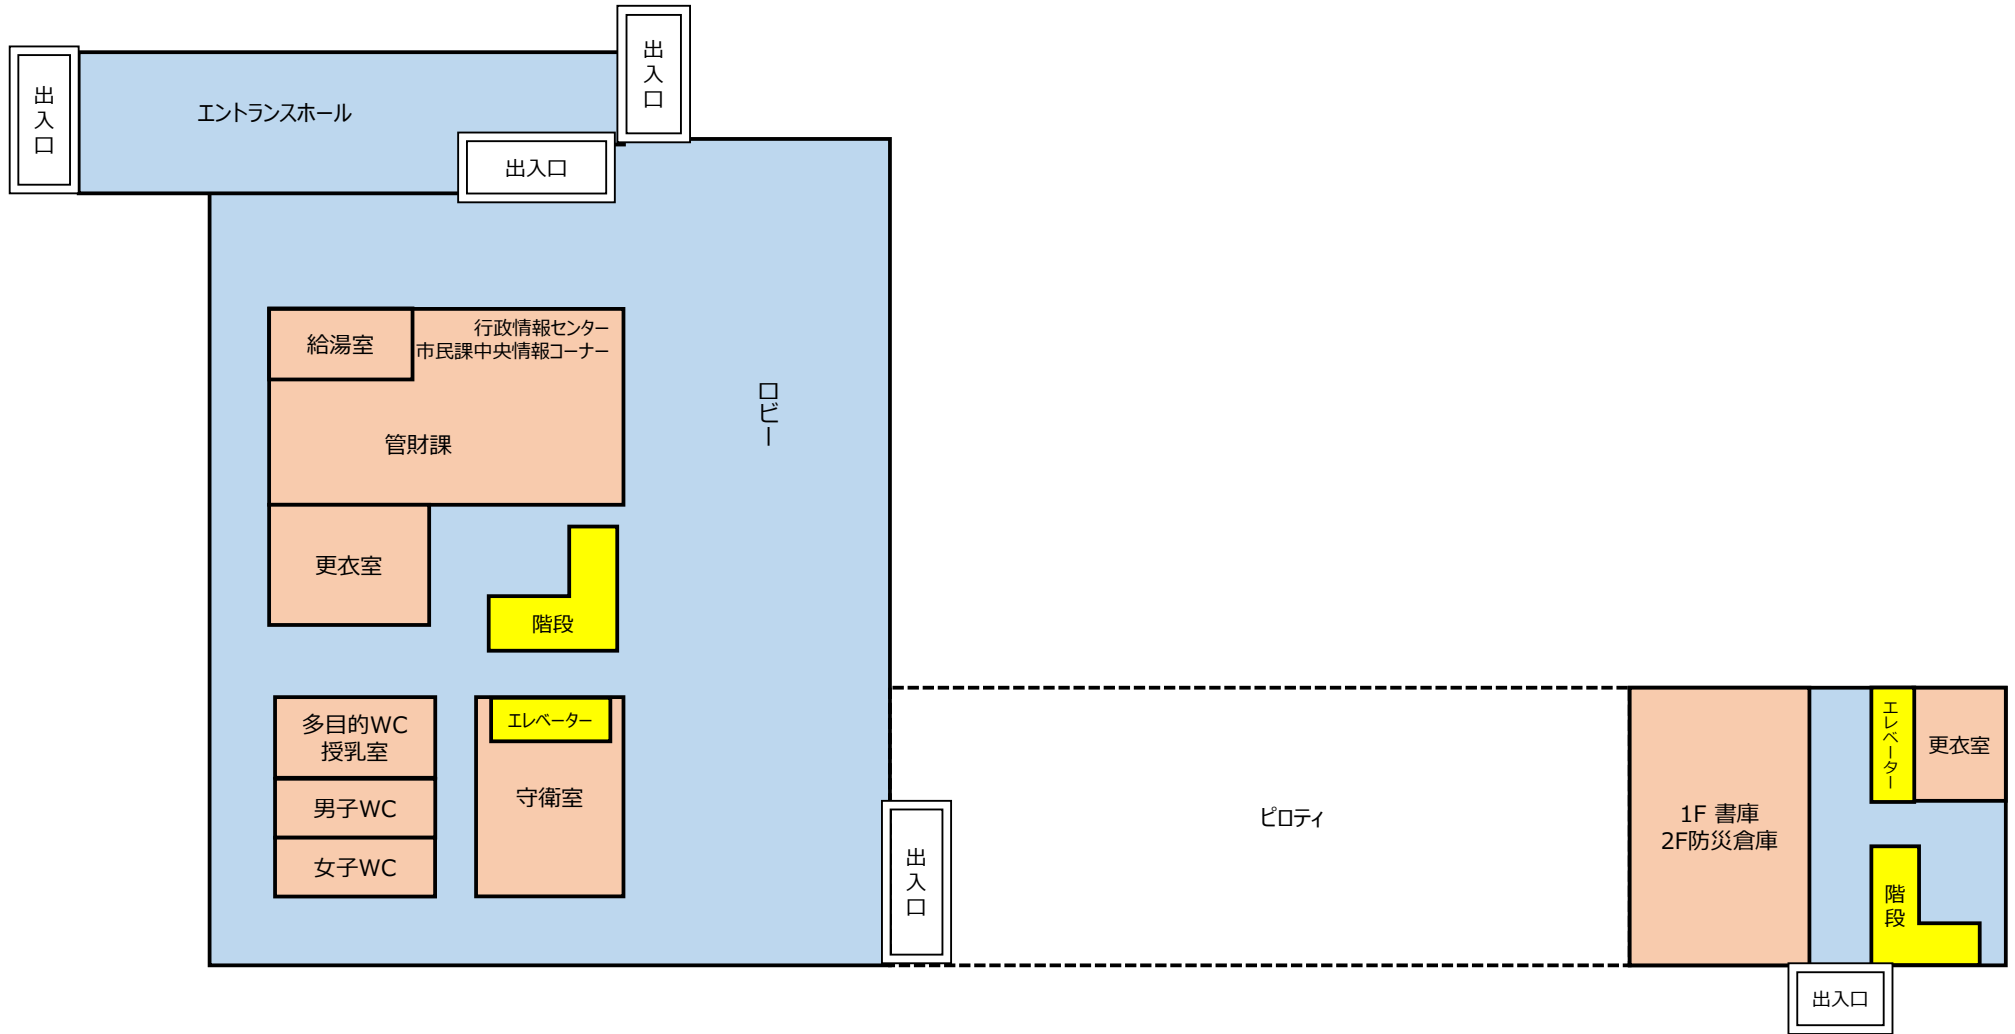 出入口
出入口
エントランスホール
出入口
給湯室
行政情報センター
市民課中央情報コーナー
管財課
ロビー
更衣室
階段
多目的WC
授乳室
男子WC
女子WC
エレベーター
守衛室
出入口
ピロティ
1F 書庫
2F防災倉庫
エレベーター
更衣室
階段
出入口